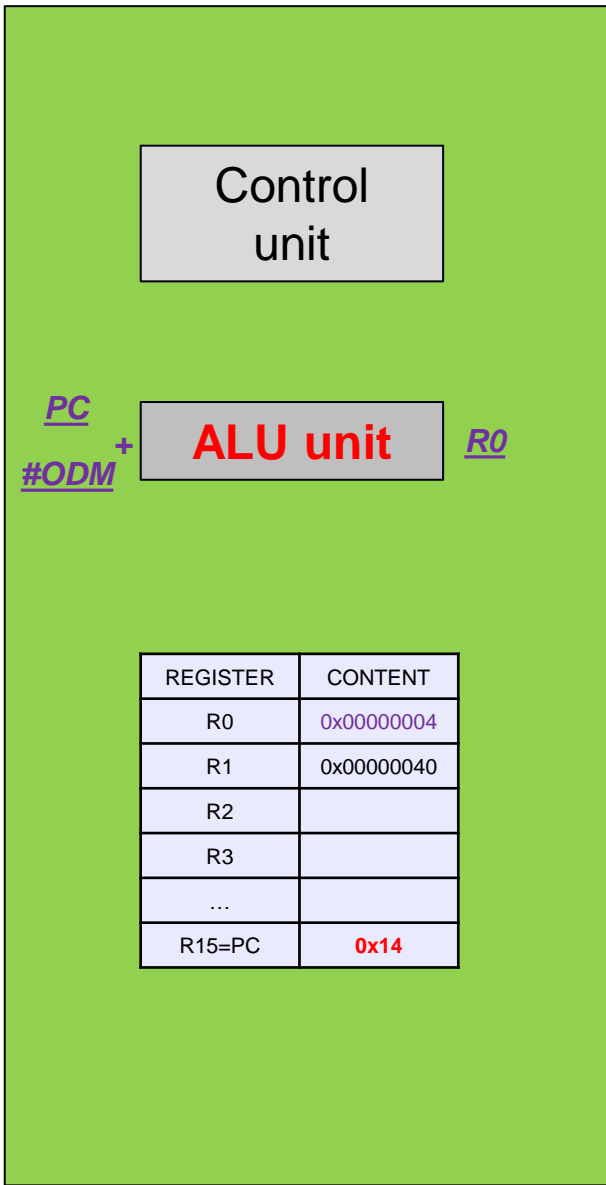 Control
unit
PC
+
#ODM
ALU unit
R0
REGISTER CONTENT
R0 0x00000004
R1 0x00000040
R2
R3
…
R15=PC 0x14